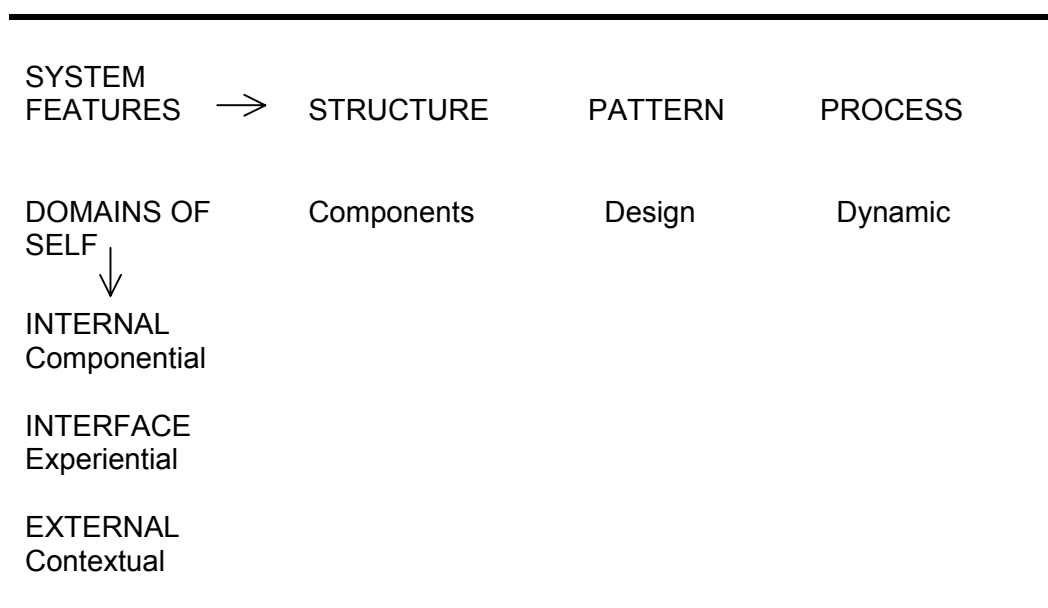 SYSTEM
FEATURES → STRUCTURE PATTERN PROCESS
DOMAINS OF Components Design Dynamic
SELF
↓
INTERNAL
Componential
INTERFACE
Experiential
EXTERNAL
Contextual